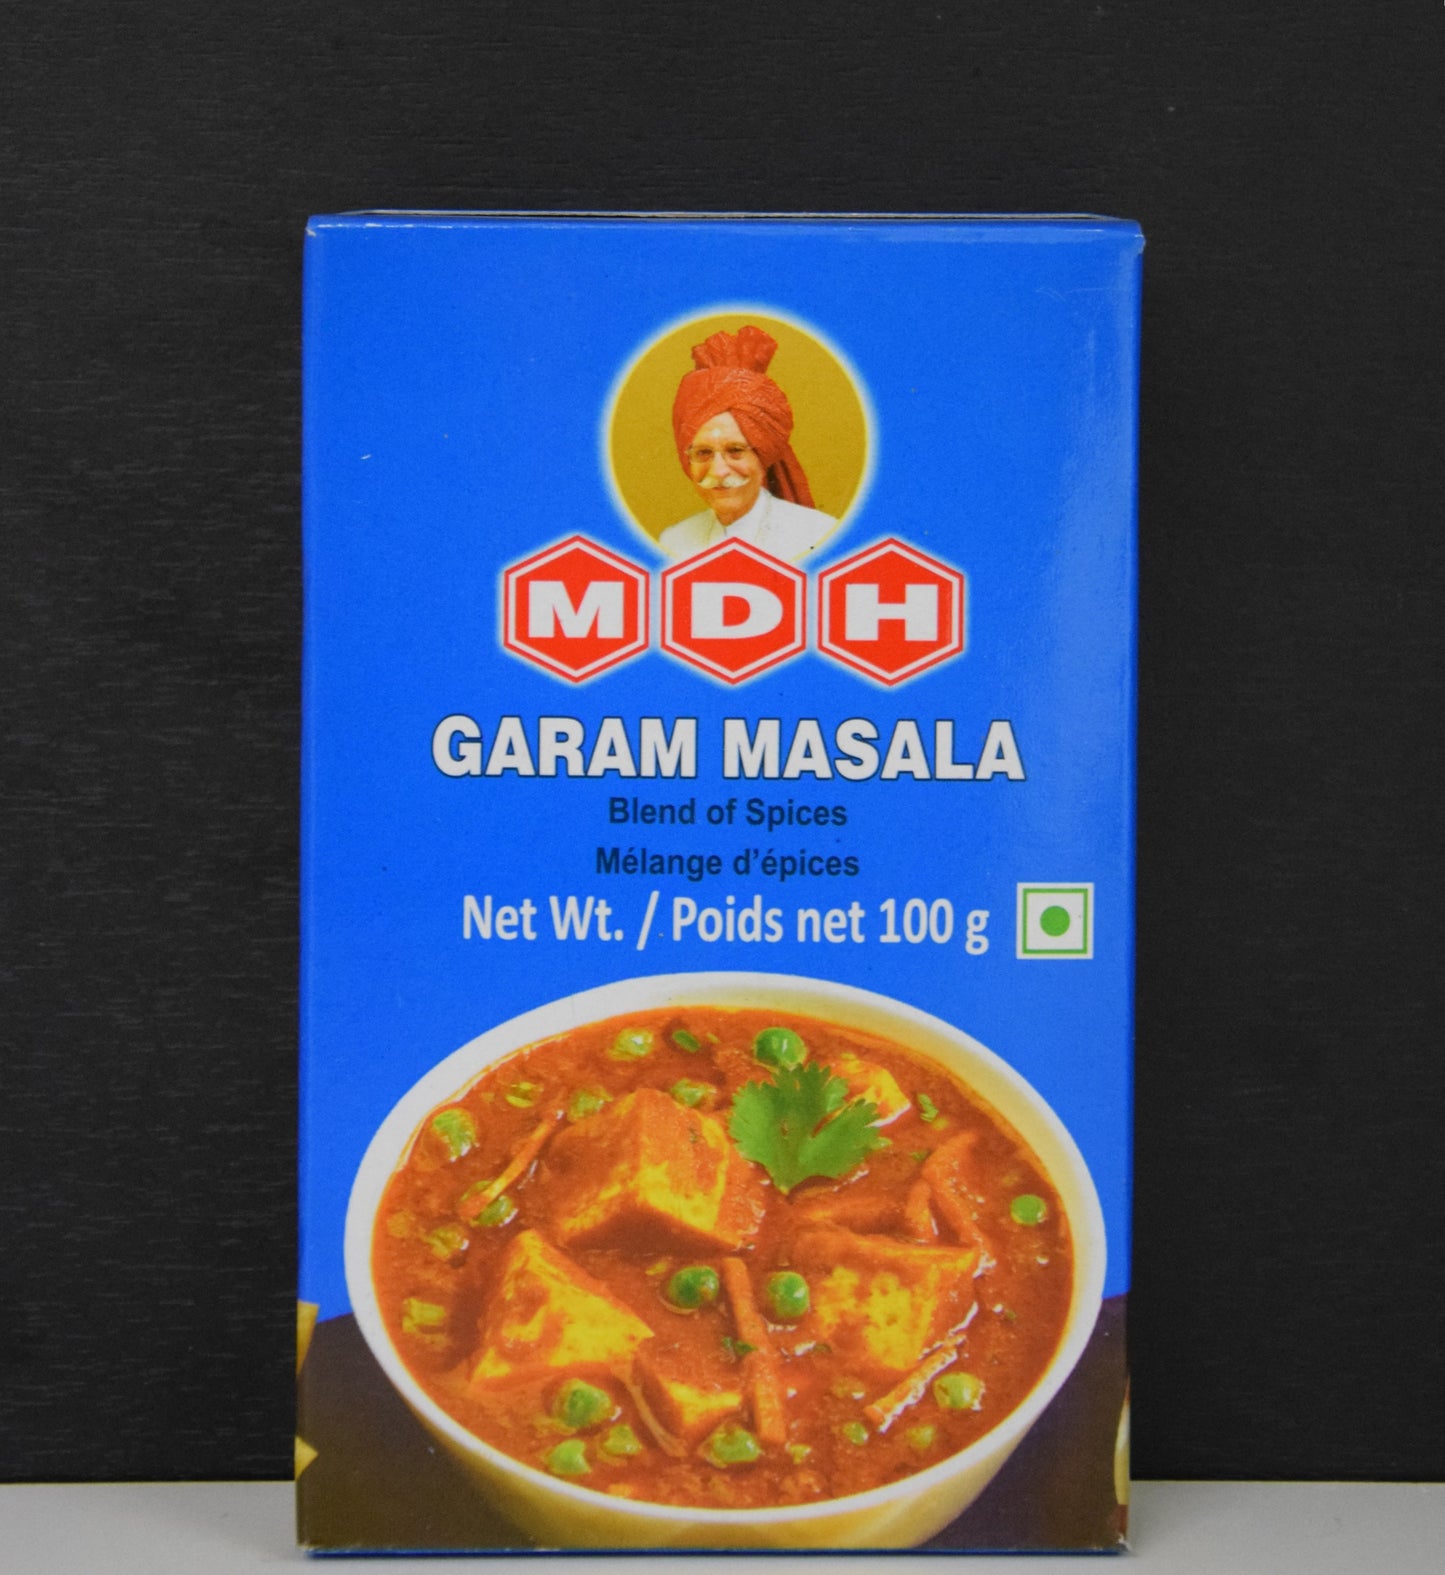 MDH
GARAM MASALA
Blend of Spices
Mélange d'épices
Net Wt. / Poids net 100 g